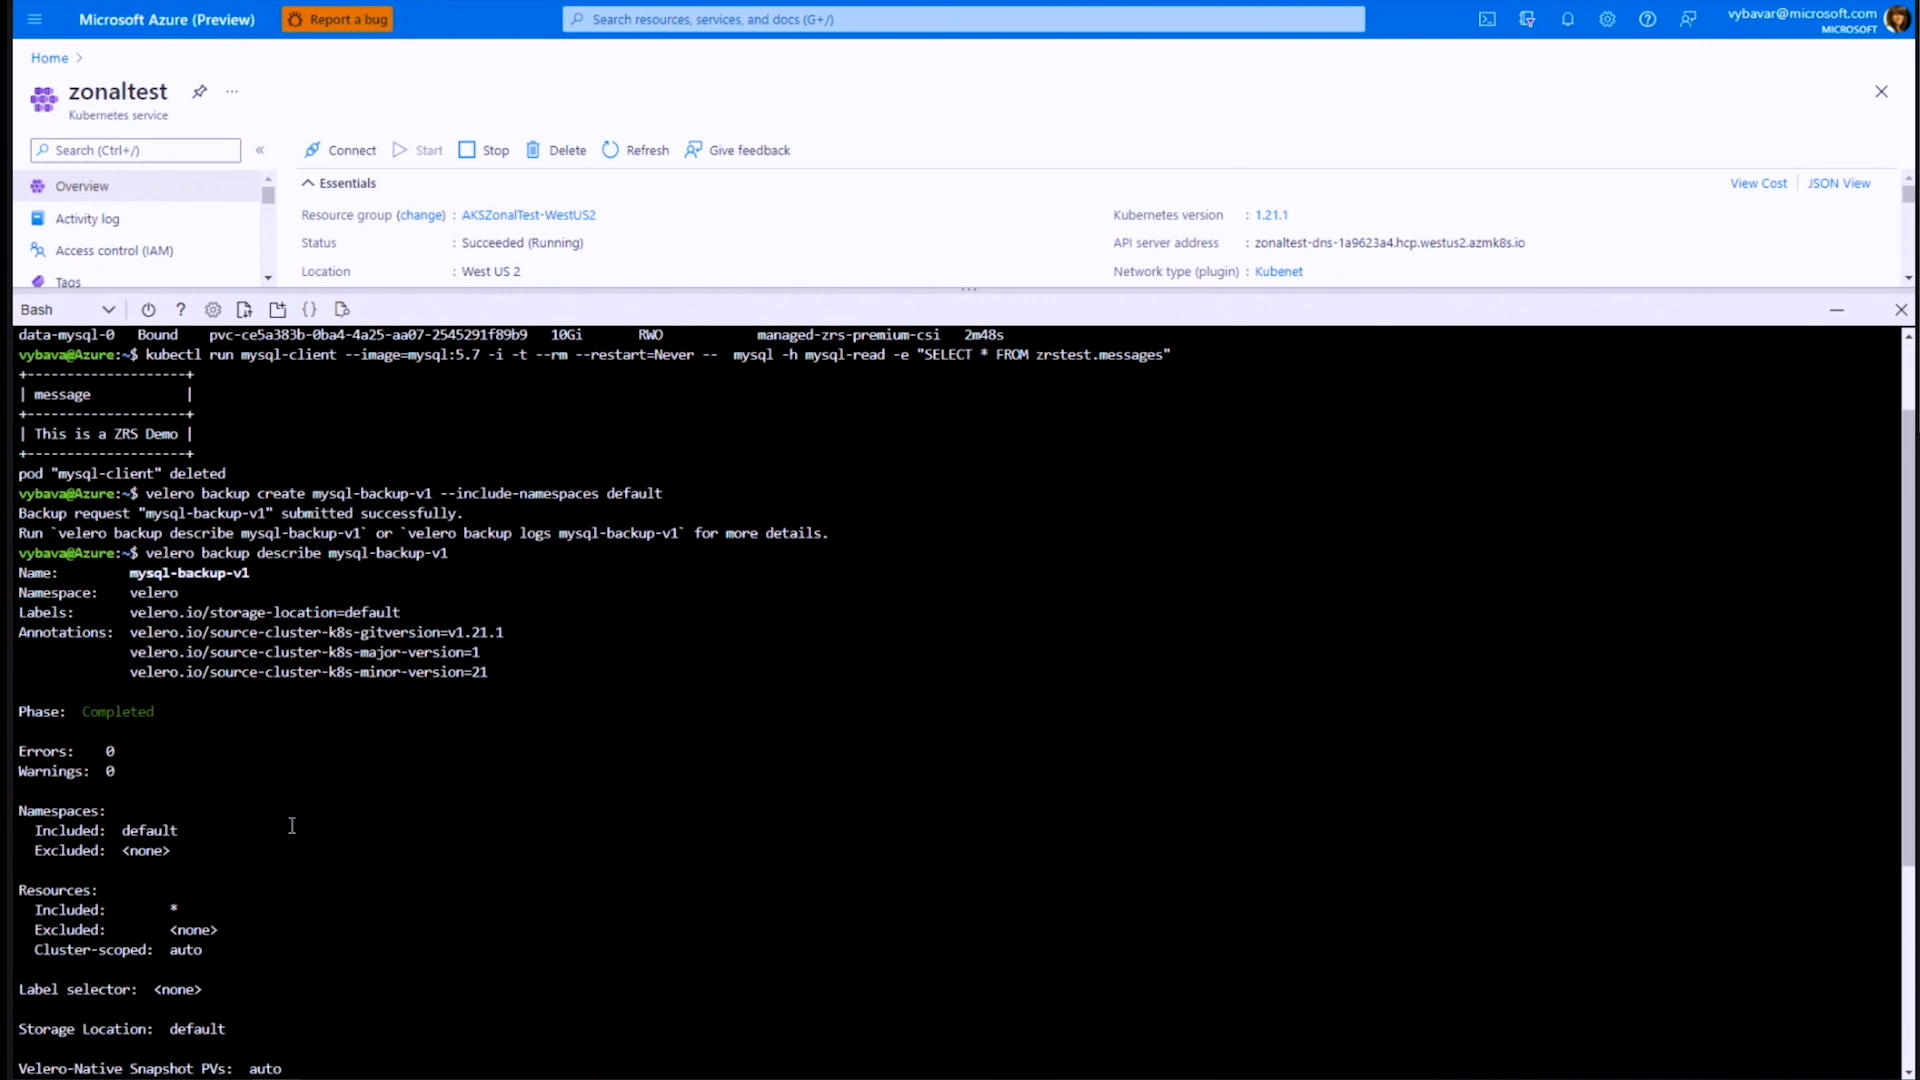 Microsoft Azure (Preview)
Report a bug
Search resources, services, and docs (G+/)
vybavar@microsoft.com
MICROSOFT
Home >
zonaltest
Kubernetes service
Search (Ctrl+/)
«
Connect
Start
Stop
Delete
Refresh
Give feedback
Overview
Activity log
Access control (IAM)
Tags
Essentials
View Cost
JSON View
Resource group (change) : AKSZonalTest-WestUS2
Kubernetes version : 1.21.1
Status : Succeeded (Running)
API server address : zonaltest-dns-1a9623a4.hcp.westus2.azmk8s.io
Location : West US 2
Network type (plugin) : Kubenet
Bash
data-mysql-0 Bound pvc-ce5a383b-0ba4-4a25-aa07-2545291f89b9 10Gi RWO managed-zrs-premium-csi 2m48s
vybava@Azure:~$ kubectl run mysql-client --image=mysql:5.7 -i -t --rm --restart=Never -- mysql -h mysql-read -e "SELECT * FROM zrstest.messages"
+--------------------+
| message |
+--------------------+
| This is a ZRS Demo |
+--------------------+
pod "mysql-client" deleted
vybava@Azure:~$ velero backup create mysql-backup-v1 --include-namespaces default
Backup request "mysql-backup-v1" submitted successfully.
Run `velero backup describe mysql-backup-v1` or `velero backup logs mysql-backup-v1` for more details.
vybava@Azure:~$ velero backup describe mysql-backup-v1
Name: mysql-backup-v1
Namespace: velero
Labels: velero.io/storage-location=default
Annotations: velero.io/source-cluster-k8s-gitversion=v1.21.1
velero.io/source-cluster-k8s-major-version=1
velero.io/source-cluster-k8s-minor-version=21
Phase: Completed
Errors: 0
Warnings: 0
Namespaces:
Included: default
Excluded: <none>
Resources:
Included: *
Excluded: <none>
Cluster-scoped: auto
Label selector: <none>
Storage Location: default
Velero-Native Snapshot PVs: auto